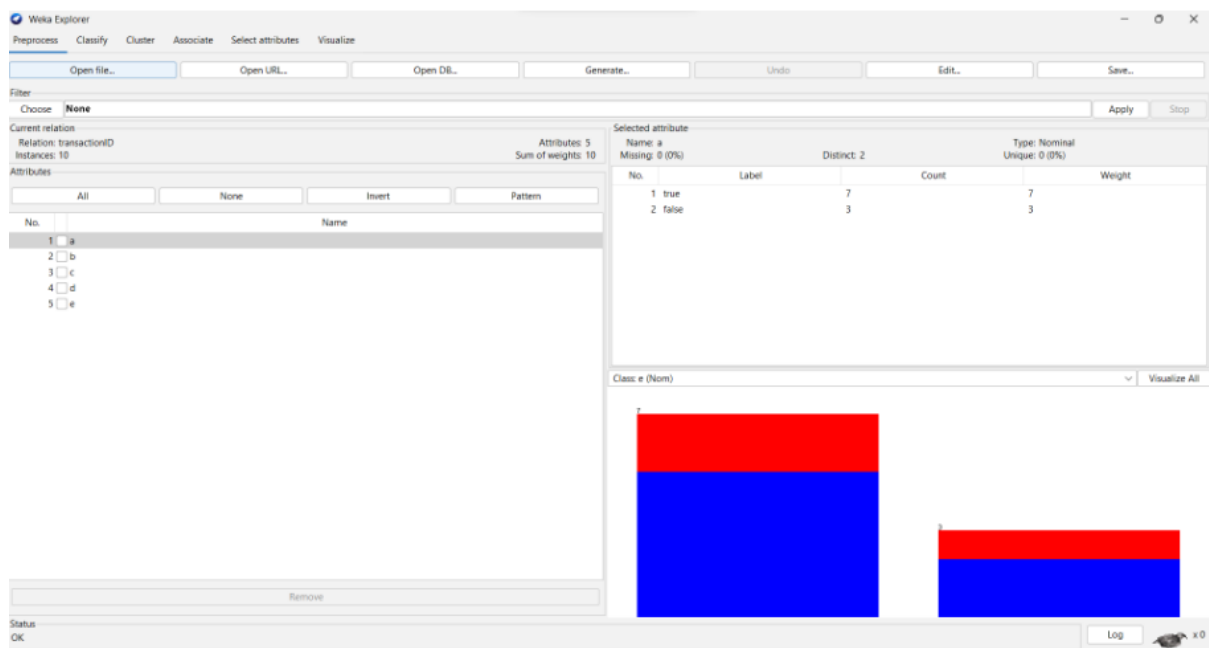 Weka Explorer
Preprocess Classify Cluster Associate Select attributes Visualize
Open file... Open URL... Open DB... Generate... Undo Edit... Save...
Filter
Choose None Apply Stop
Current relation
Relation: transactionID Attributes: 5
Instances: 10 Sum of weights: 10
Selected attribute
Name: a Type: Nominal
Missing: 0 (0%) Distinct: 2 Unique: 0 (0%)
Attributes
All None Invert Pattern
No. Name
1 a
2 b
3 c
4 d
5 e
No. Label Count Weight
1 true 7 7
2 false 3 3
Class: e (Nom) Visualize All
7
3
Remove
Status
OK
Log x 0